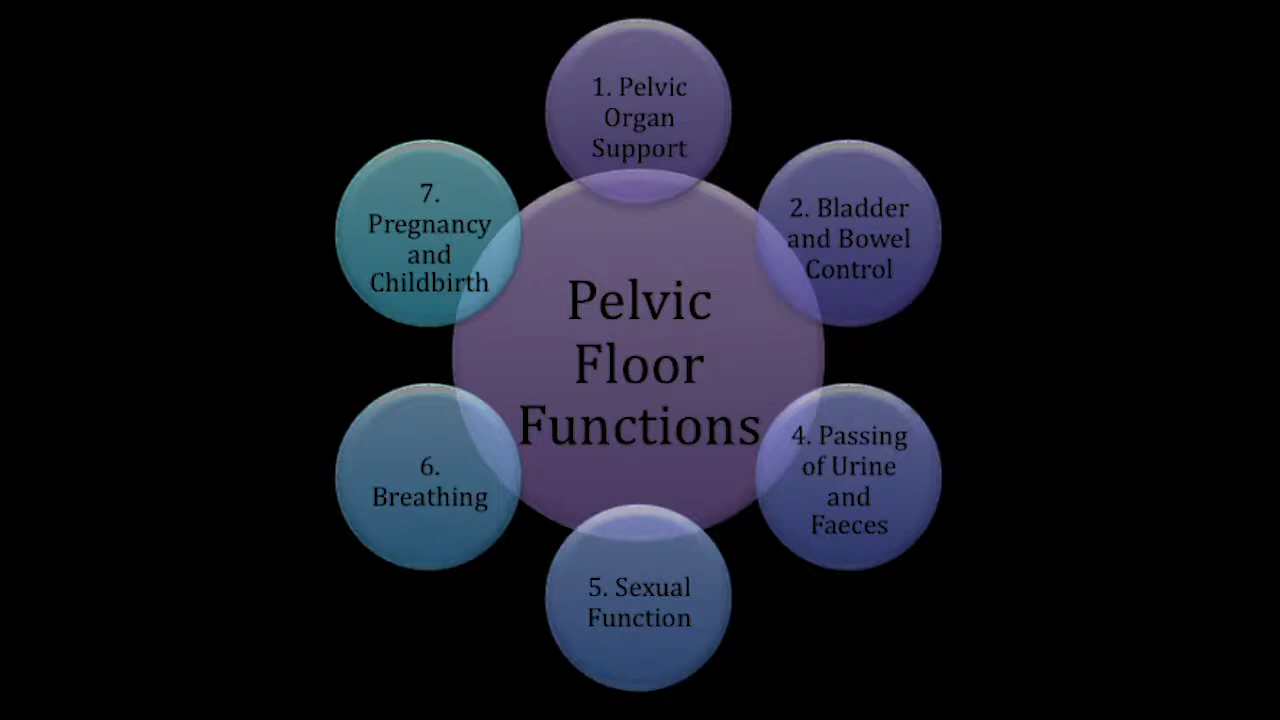 1. Pelvic
Organ
Support
2. Bladder
and Bowel
Control
4. Passing
of Urine
and
Faeces
5. Sexual
Function
6.
Breathing
7.
Pregnancy
and
Childbirth
Pelvic
Floor
Functions